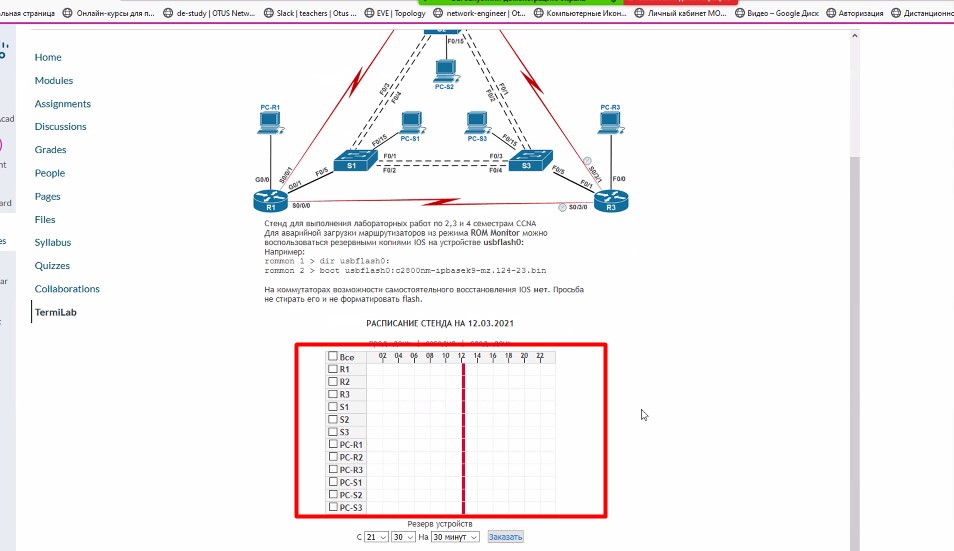 льная страница Онлайн-курсы для п... de-study | OTUS Netw... Slack | teachers | Otus ... EVE | Topology network-engineer | Ot... Компьютерные Икон... Личный кабинет МО... Видео – Google Диск Авторизация Дистанционно
Home
Modules
Assignments
Discussions
Grades
People
Pages
Files
Syllabus
Quizzes
Collaborations
TermiLab
F0/15
PC-S2
F0/3
F0/4
F0/1
F0/2
PC-R1
PC-S1
PC-S3
PC-R3
F0/15
F0/15
S1
F0/1
F0/2
F0/3
F0/4
S3
S0/0/1
G0/0
G0/1
F0/5
F0/5
F0/1
F0/0
R1
S0/0/0
S0/3/0
R3
Стенд для выполнения лабораторных работ по 2,3 и 4 семестрам CCNA
Для аварийной загрузки маршрутизаторов из режима ROM Monitor можно
воспользоваться резервными копиями IOS на устройстве usbflash0:
Например:
rommon 1 > dir usbflash0:
rommon 2 > boot usbflash0:c2800nm-ipbasek9-mz.124-23.bin
На коммутаторах возможности самостоятельного восстановления IOS нет. Просьба
не стирать его и не форматировать flash.
РАСПИСАНИЕ СТЕНДА НА 12.03.2021
Все 02 04 06 08 10 12 14 16 18 20 22
R1
R2
R3
S1
S2
S3
PC-R1
PC-R2
PC-R3
PC-S1
PC-S2
PC-S3
Резерв устройств
С 21 30 На 30 минут Заказать